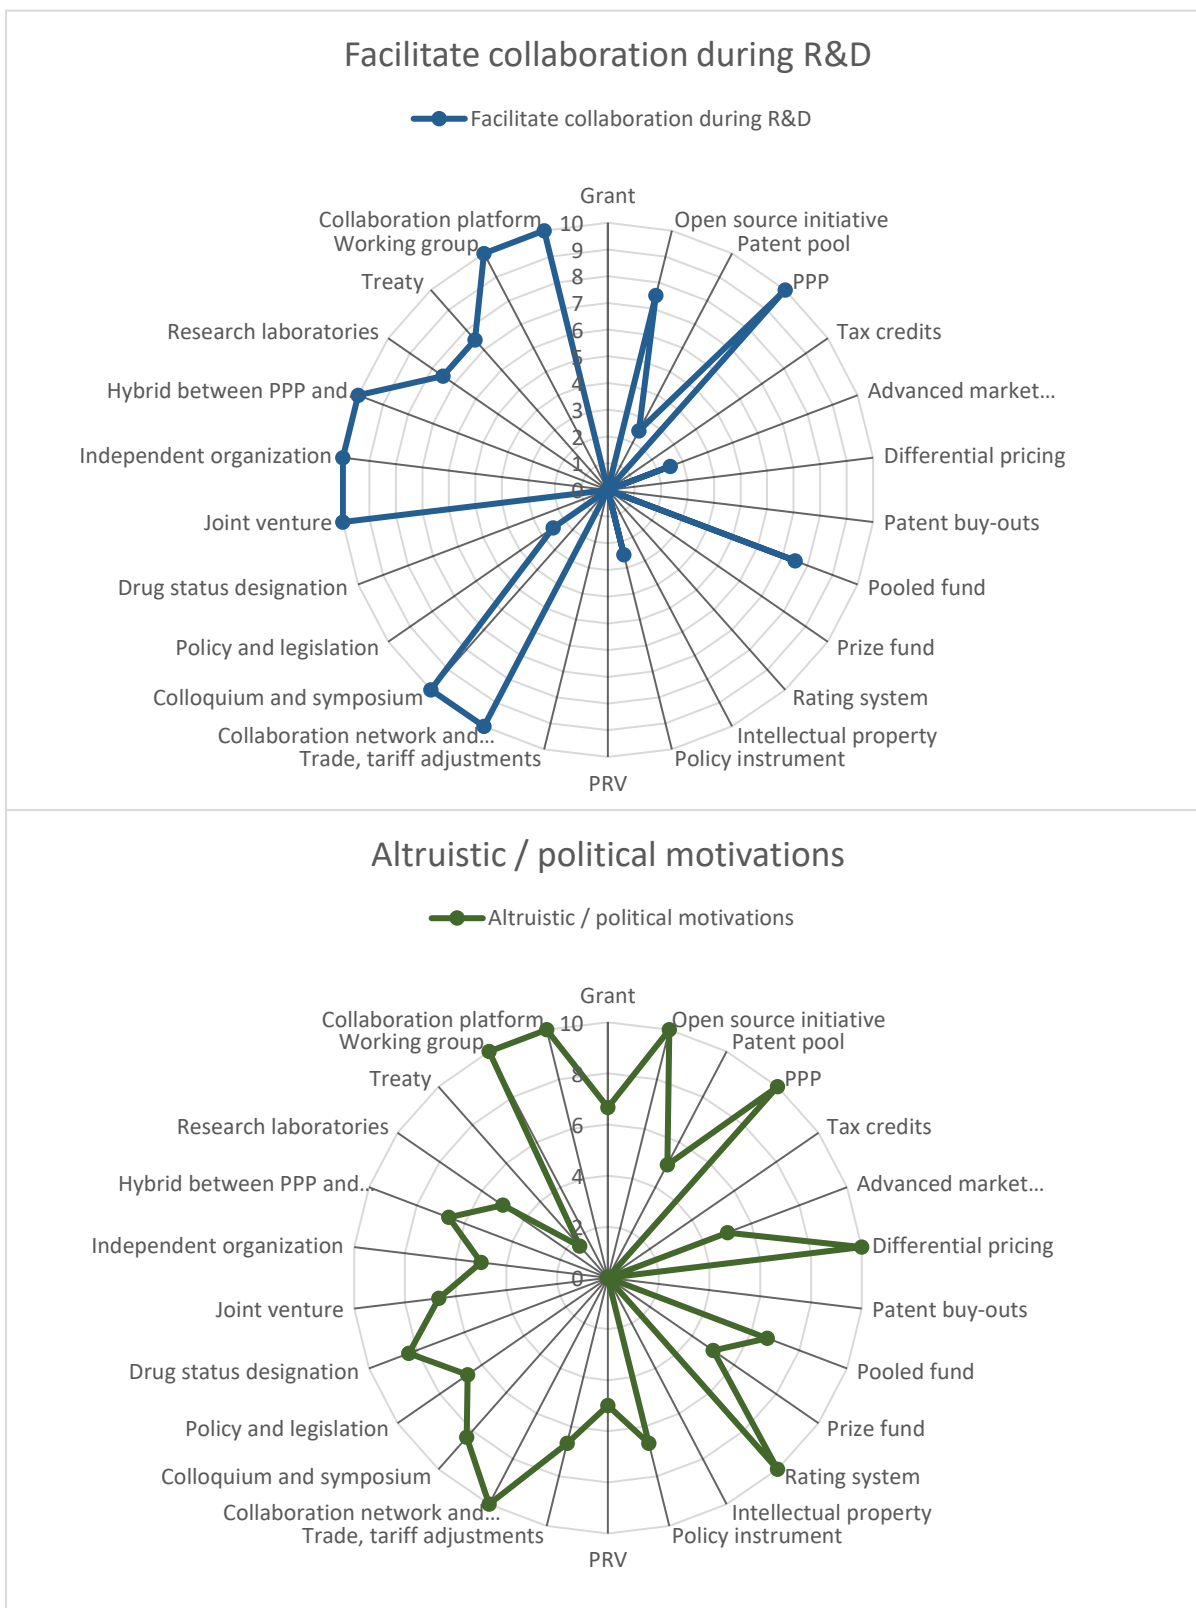 Facilitate collaboration during R&D
Facilitate collaboration during R&D
Grant
Open source initiative
Patent pool
PPP
Tax credits
Advanced market...
Differential pricing
Patent buy-outs
Pooled fund
Prize fund
Rating system
Intellectual property
Policy instrument
PRV
Trade, tariff adjustments
Collaboration network and...
Colloquium and symposium
Policy and legislation
Drug status designation
Joint venture
Independent organization
Hybrid between PPP and...
Research laboratories
Treaty
Working group
Collaboration platform
10
9
8
7
6
5
4
3
2
1
0
Altruistic / political motivations
Altruistic / political motivations
Grant
Open source initiative
Patent pool
PPP
Tax credits
Advanced market...
Differential pricing
Patent buy-outs
Pooled fund
Prize fund
Rating system
Intellectual property
Policy instrument
PRV
Trade, tariff adjustments
Collaboration network and...
Colloquium and symposium
Policy and legislation
Drug status designation
Joint venture
Independent organization
Hybrid between PPP and...
Research laboratories
Treaty
Working group
Collaboration platform
10
8
6
4
2
0